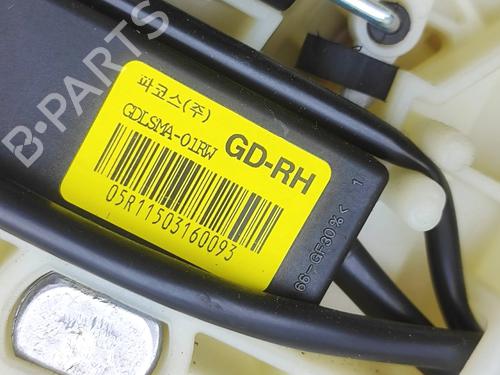 B-PARTS
파코스(주)
GDLSMA-01RW
GD-RH
05R11503160093
66-GF30%< 1